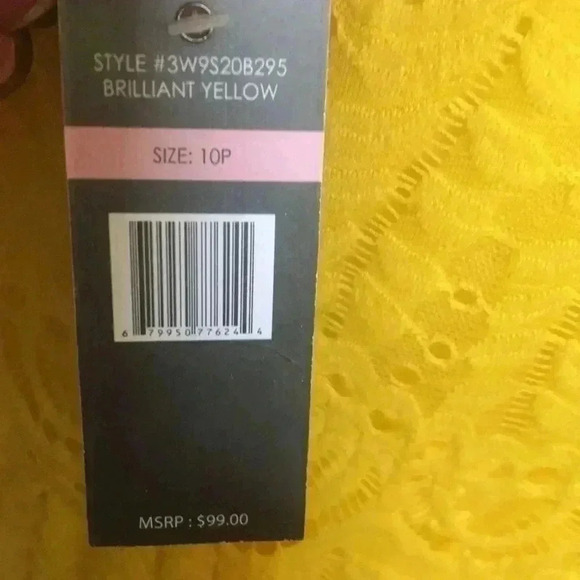 STYLE #3W9S20B295
BRILLIANT YELLOW
SIZE: 10P
6 79950 77624 4
MSRP : $99.00